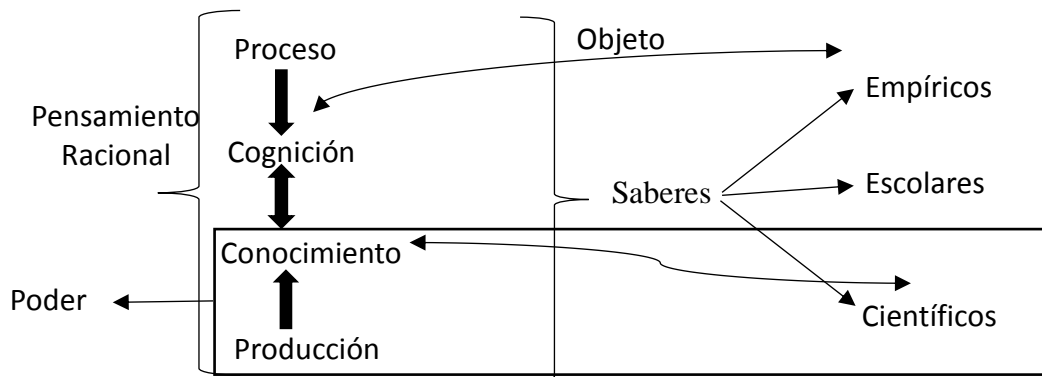 Objeto
Proceso
Empíricos
Pensamiento
Racional
Cognición
Saberes
Escolares
Conocimiento
Poder
Científicos
Producción